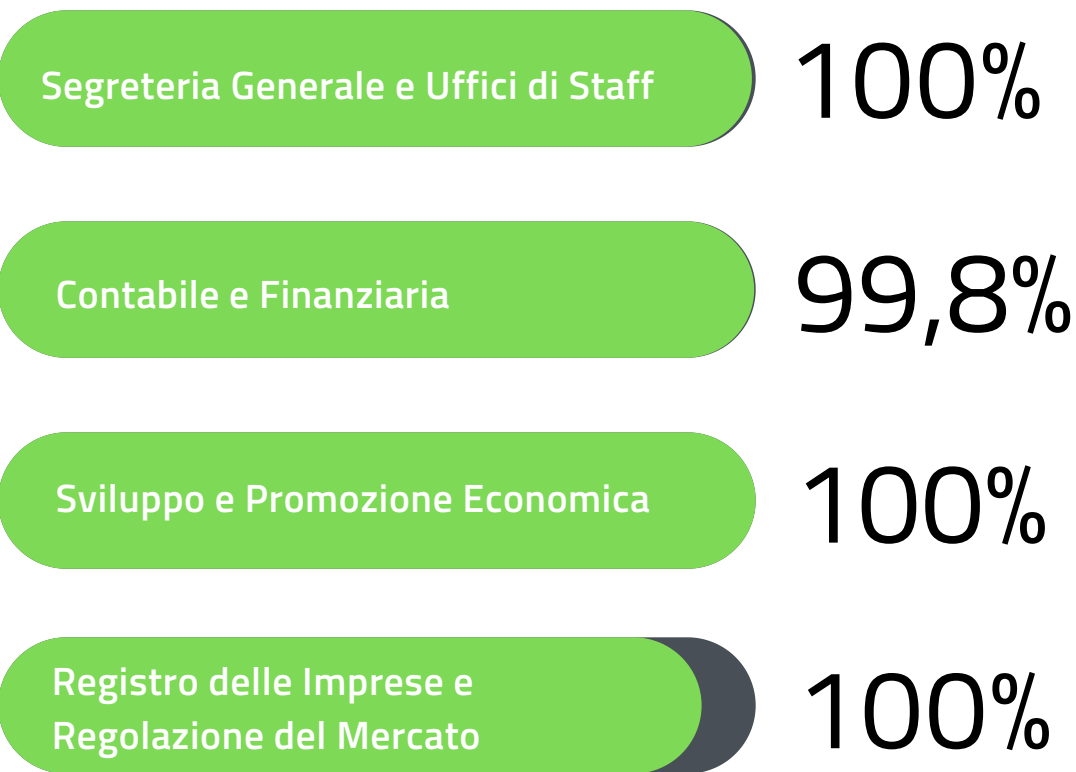 Segreteria Generale e Uffici di Staff
100%
Contabile e Finanziaria
99,8%
Sviluppo e Promozione Economica
100%
Registro delle Imprese e
Regolazione del Mercato
100%